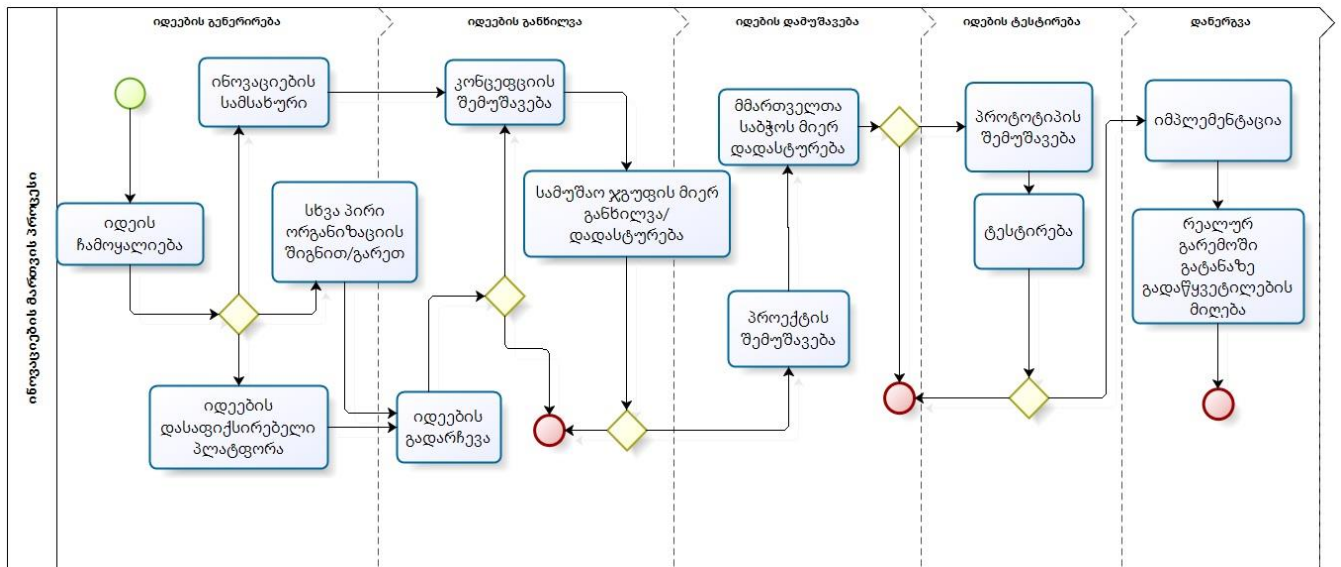 იდეების გენერირება
იდეების განხილვა
იდების დამუშავება
იდების ტესტირება
დანერგვა
ინოვაციების მართვის პროცესი
ინოვაციების
სამსახური
იდეის
ჩამოყალიება
სხვა პირი
ორგანიზაციის
შიგნით/გარეთ
იდეების
დასაფიქსირებელი
პლატფორა
კონცეფციის
შემუშავება
სამუშაო ჯგუფის მიერ
განხილვა/
დადასტურება
იდეების
გადარჩევა
მმართველთა
საბჭოს მიერ
დადასტურება
პროექტის
შემუშავება
პროტოტიპის
შემუშავება
ტესტირება
იმპლემენტაცია
რეალურ
გარემოში
გატანაზე
გადაწყვეტილების
მიღება